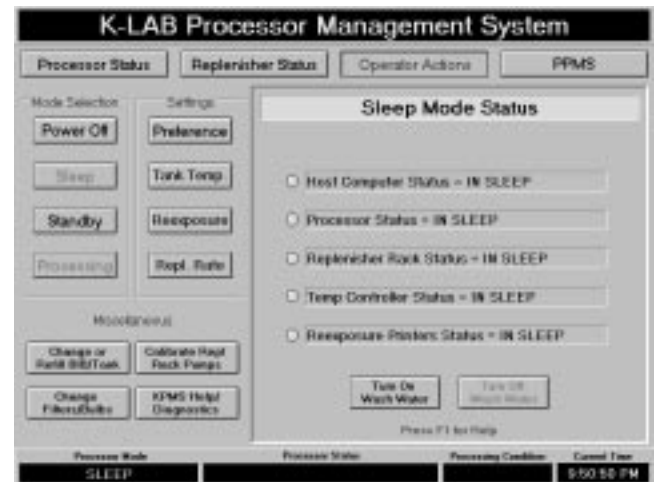 K-LAB Processor Management System
Processor Status
Replenisher Status
Operator Actions
PPMS
Mode Selection
Settings
Power Off
Preference
Sleep
Tank Temp
Standby
Reexposure
Processing
Repl. Rate
Miscellaneous
Change or
Refill BIB/Tank
Calibrate Repl
Rack Pumps
Change
Filters/Bulbs
KPMS Help/
Diagnostics
Sleep Mode Status
Host Computer Status = IN SLEEP
Processor Status = IN SLEEP
Replenisher Rack Status = IN SLEEP
Temp Controller Status = IN SLEEP
Reexposure Printers Status = IN SLEEP
Turn On
Wash Water
Turn Off
Wash Water
Press F1 for Help
Processor Mode
Processor Status
Processing Condition
Current Time
SLEEP
9:50:50 PM